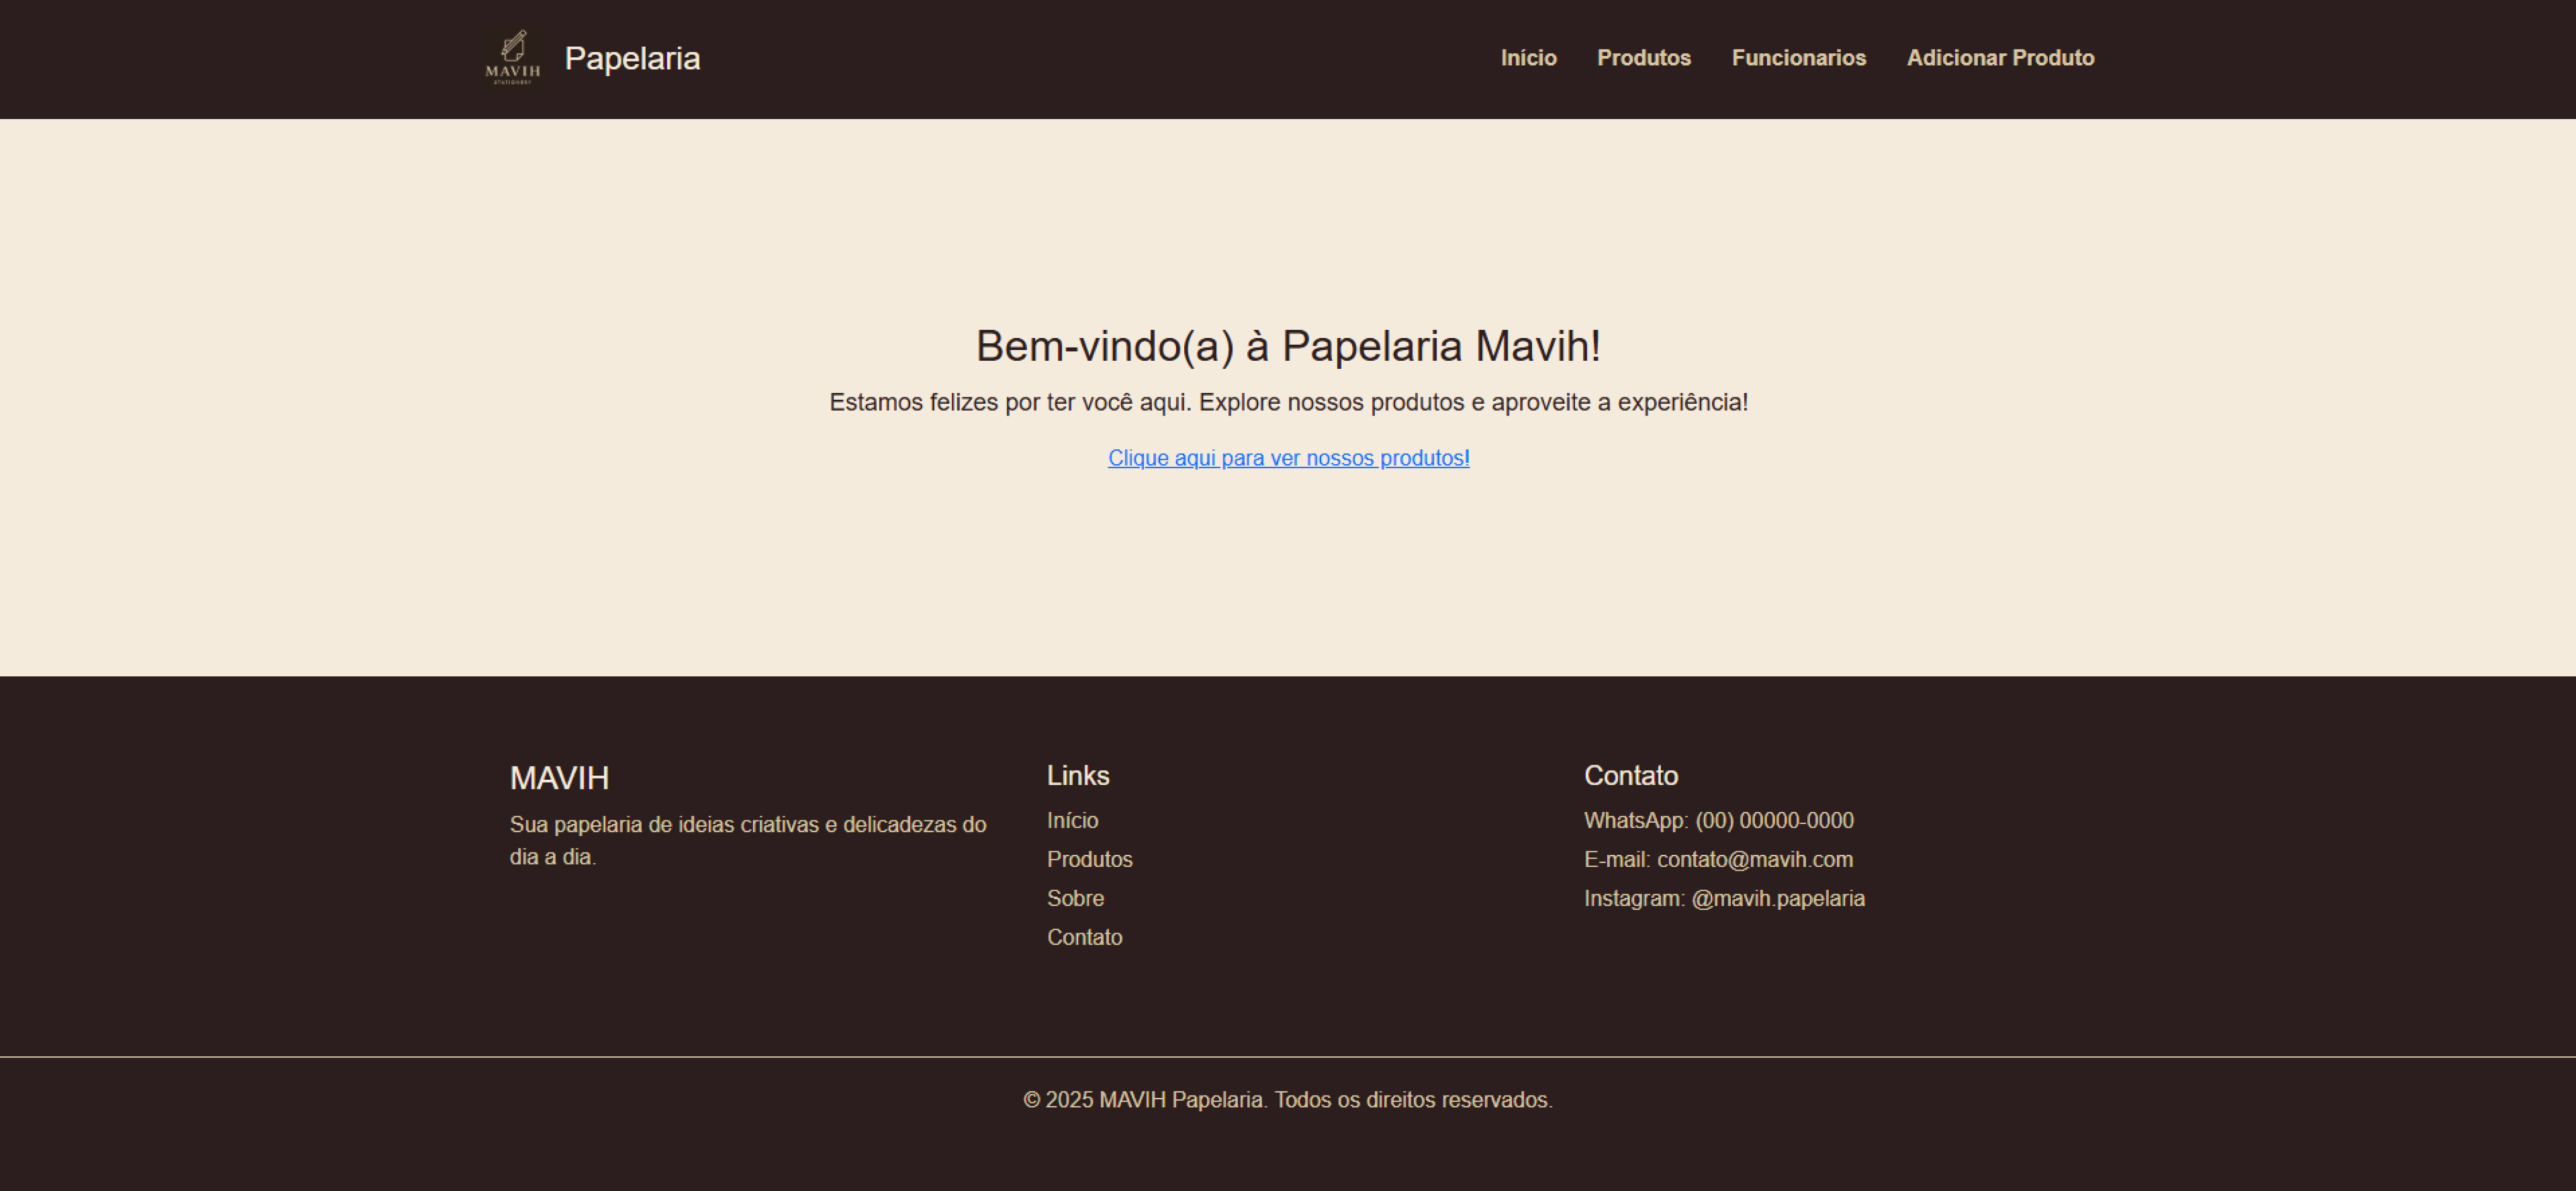 MAVIH
STATIONERY
Papelaria
Início Produtos Funcionarios Adicionar Produto
Bem-vindo(a) à Papelaria Mavih!
Estamos felizes por ter você aqui. Explore nossos produtos e aproveite a experiência!
Clique aqui para ver nossos produtos!
MAVIH
Sua papelaria de ideias criativas e delicadezas do
dia a dia.
Links
Início
Produtos
Sobre
Contato
Contato
WhatsApp: (00) 00000-0000
E-mail: contato@mavih.com
Instagram: @mavih.papelaria
© 2025 MAVIH Papelaria. Todos os direitos reservados.